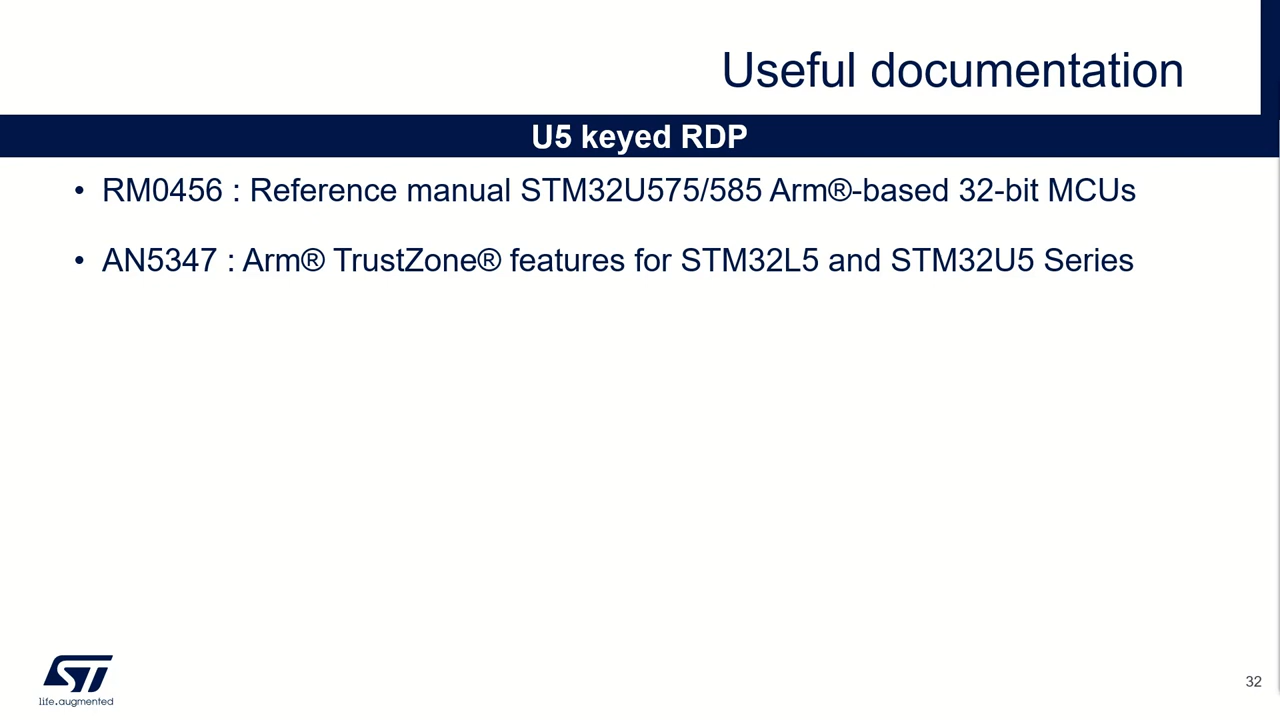 Useful documentation
U5 keyed RDP
• RM0456 : Reference manual STM32U575/585 Arm®-based 32-bit MCUs
• AN5347 : Arm® TrustZone® features for STM32L5 and STM32U5 Series
ST
life.augmented
32